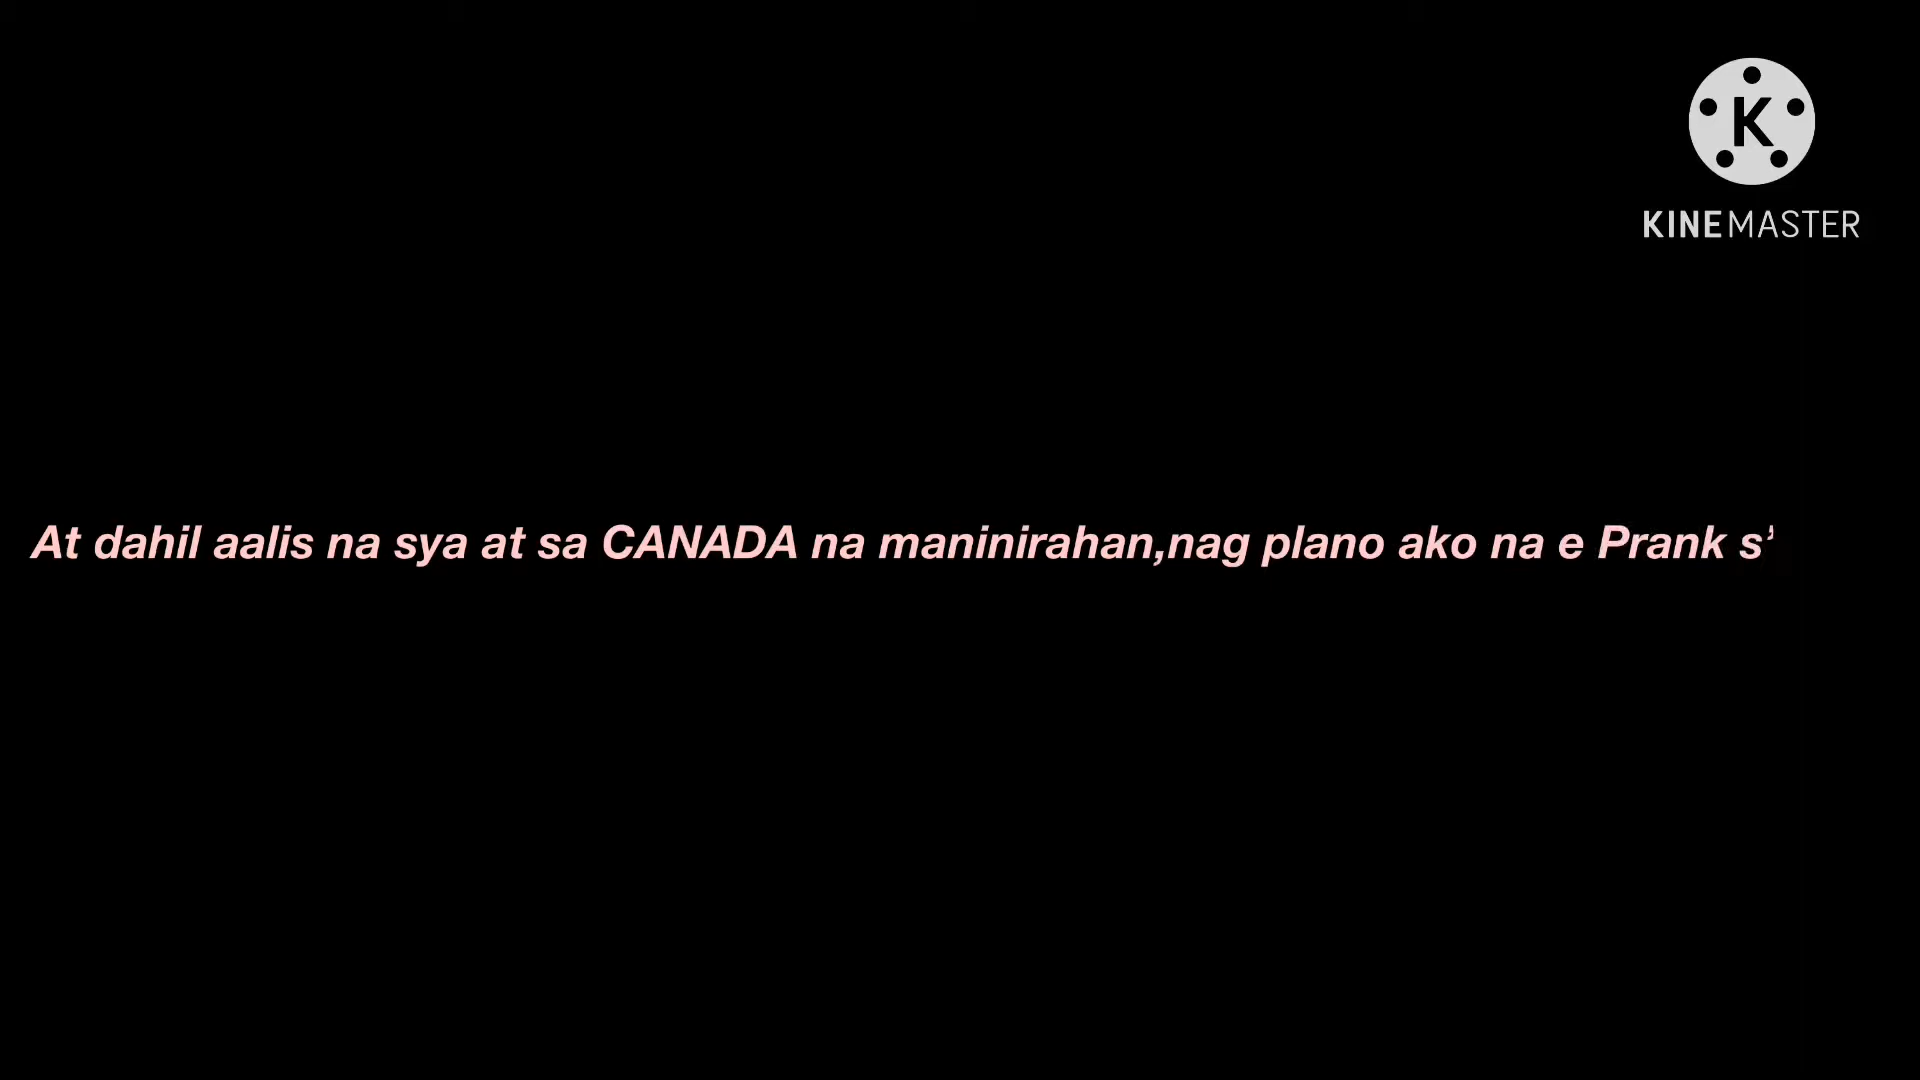 K
KINEMASTER
At dahil aalis na sya at sa CANADA na maninirahan,nag plano ako na e Prank